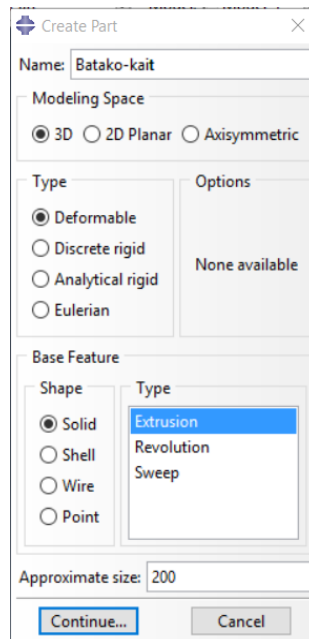 Create Part
Name: Batako-kait
Modeling Space
3D 2D Planar Axisymmetric
Type
Deformable
Discrete rigid
Analytical rigid
Eulerian
Options
None available
Base Feature
Shape
Solid
Shell
Wire
Point
Type
Extrusion
Revolution
Sweep
Approximate size: 200
Continue... Cancel